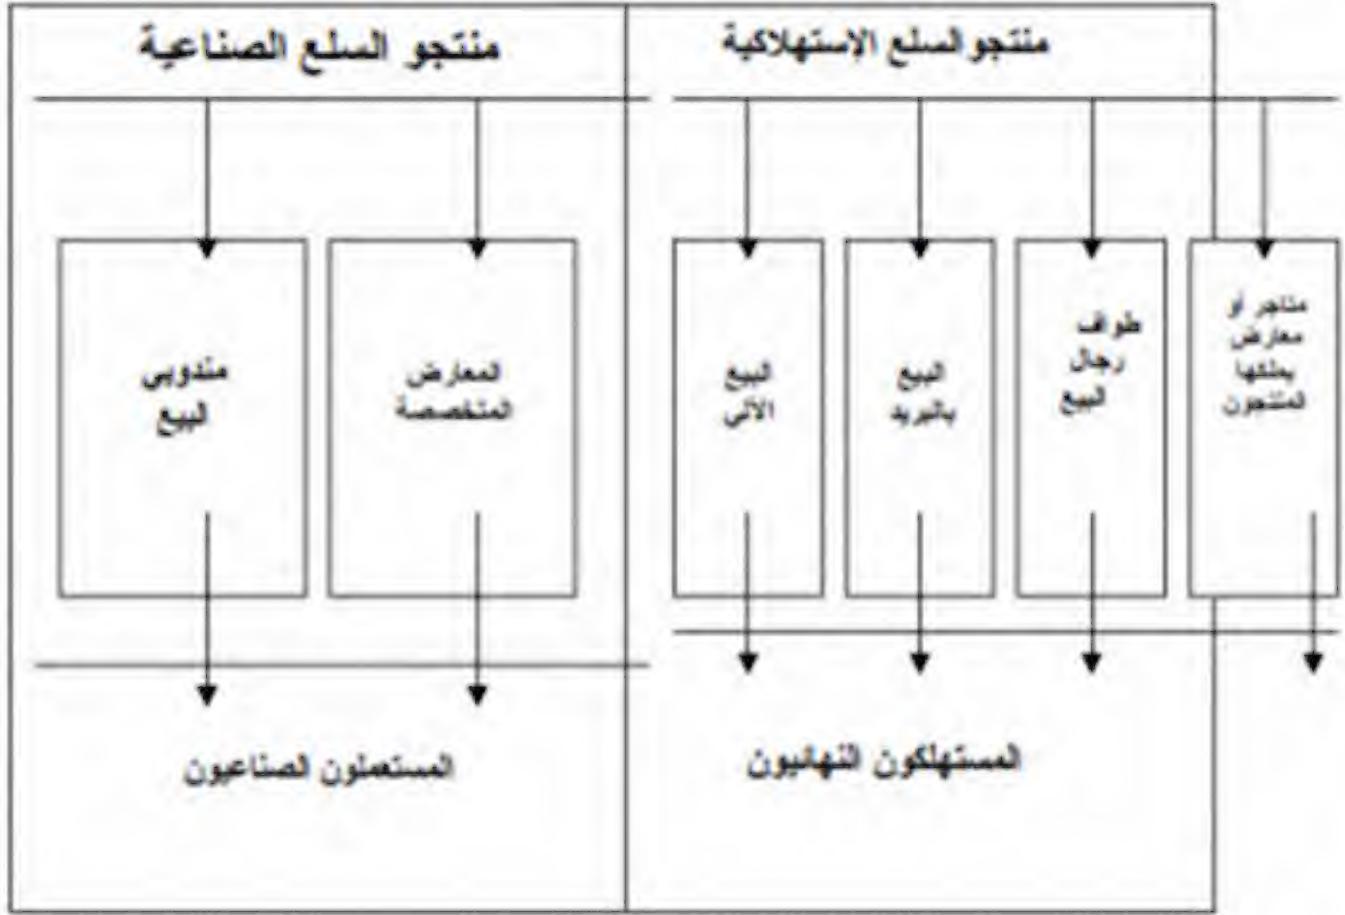 منتجو السلع الإستهلاكية
منتجو السلع الصناعية
متاجر أو
معارض
يملكها
المنتجون
طواف
رجال
البيع
البيع
بالبريد
البيع
الآلي
المعارض
المتخصصة
مندوبي
البيع
المستهلكون النهائيون
المستعملون الصناعيون